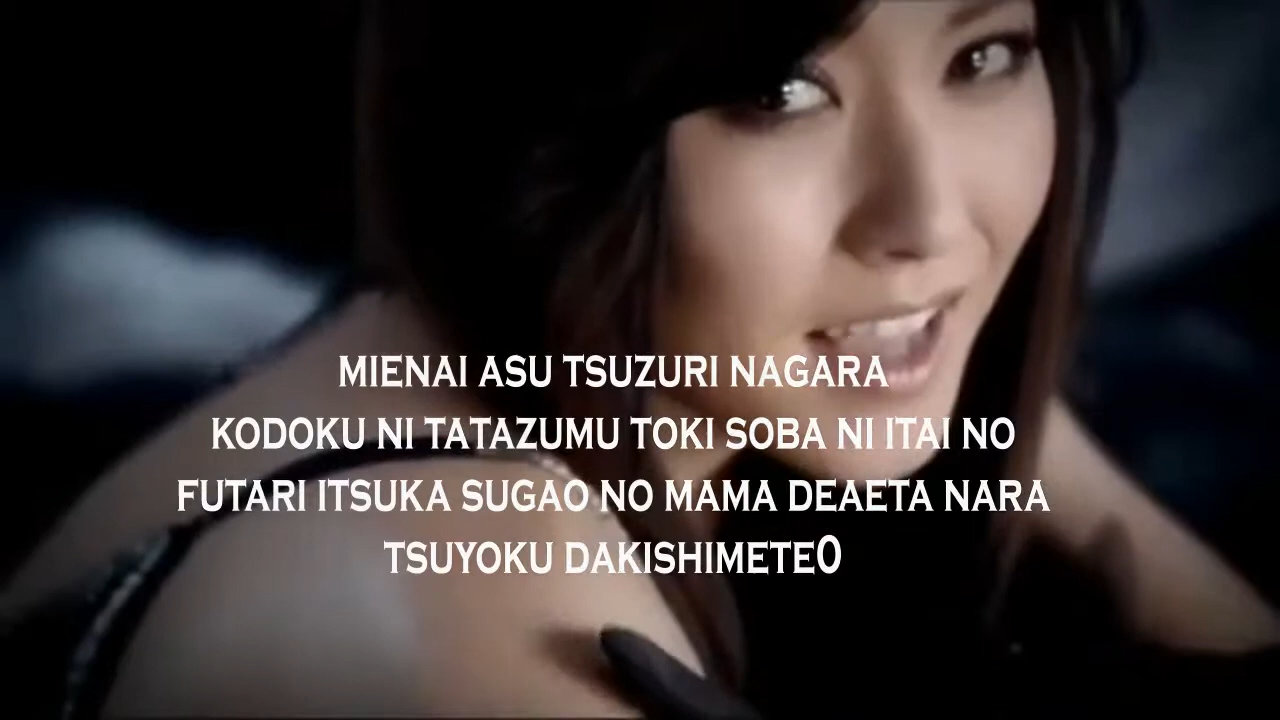 MIENAI ASU TSUZURI NAGARA
KODOKU NI TATAZUMU TOKI SOBA NI ITAI NO
FUTARI ITSUKA SUGAO NO MAMA DEAETA NARA
TSUYOKU DAKISHIMETE0